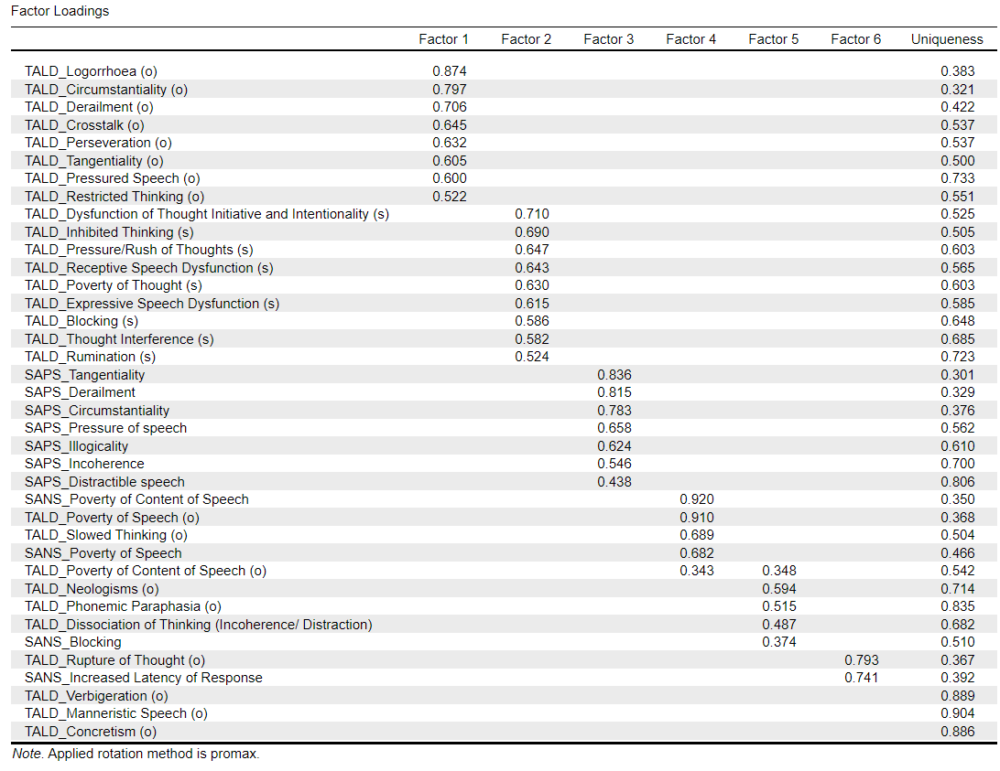 Factor Loadings
Factor 1 Factor 2 Factor 3 Factor 4 Factor 5 Factor 6 Uniqueness
TALD_Logorrhoea (o) 0.874 0.383
TALD_Circumstantiality (o) 0.797 0.321
TALD_Derailment (o) 0.706 0.422
TALD_Crosstalk (o) 0.645 0.537
TALD_Perseveration (o) 0.632 0.537
TALD_Tangentiality (o) 0.605 0.500
TALD_Pressured Speech (o) 0.600 0.733
TALD_Restricted Thinking (o) 0.522 0.551
TALD_Dysfunction of Thought Initiative and Intentionality (s) 0.710 0.525
TALD_Inhibited Thinking (s) 0.690 0.505
TALD_Pressure/Rush of Thoughts (s) 0.647 0.603
TALD_Receptive Speech Dysfunction (s) 0.643 0.565
TALD_Poverty of Thought (s) 0.630 0.603
TALD_Expressive Speech Dysfunction (s) 0.615 0.585
TALD_Blocking (s) 0.586 0.648
TALD_Thought Interference (s) 0.582 0.685
TALD_Rumination (s) 0.524 0.723
SAPS_Tangentiality 0.836 0.301
SAPS_Derailment 0.815 0.329
SAPS_Circumstantiality 0.783 0.376
SAPS_Pressure of speech 0.658 0.562
SAPS_Illogicality 0.624 0.610
SAPS_Incoherence 0.546 0.700
SAPS_Distractible speech 0.438 0.806
SANS_Poverty of Content of Speech 0.920 0.350
TALD_Poverty of Speech (o) 0.910 0.368
TALD_Slowed Thinking (o) 0.689 0.504
SANS_Poverty of Speech 0.682 0.466
TALD_Poverty of Content of Speech (o) 0.343 0.348 0.542
TALD_Neologisms (o) 0.594 0.714
TALD_Phonemic Paraphasia (o) 0.515 0.835
TALD_Dissociation of Thinking (Incoherence/ Distraction) 0.487 0.682
SANS_Blocking 0.374 0.510
TALD_Rupture of Thought (o) 0.793 0.367
SANS_Increased Latency of Response 0.741 0.392
TALD_Verbigeration (o) 0.889
TALD_Manneristic Speech (o) 0.904
TALD_Concretism (o) 0.886
Note. Applied rotation method is promax.